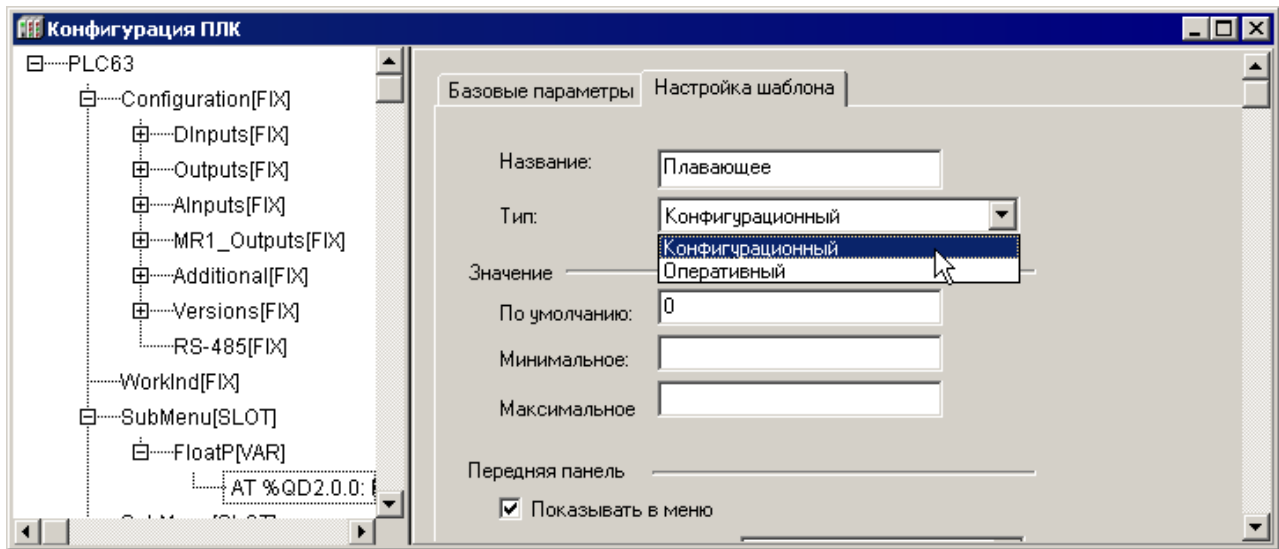 Конфигурация ПЛК
PLC63
Configuration[FIX]
DInputs[FIX]
Outputs[FIX]
AInputs[FIX]
MR1_Outputs[FIX]
Additional[FIX]
Versions[FIX]
RS-485[FIX]
WorkInd[FIX]
SubMenu[SLOT]
FloatP[VAR]
AT %QD2.0.0:
Базовые параметры Настройка шаблона
Название: Плавающее
Тип: Конфигурационный
Конфигурационный
Оперативный
Значение
По умолчанию: 0
Минимальное:
Максимальное
Передняя панель
Показывать в меню